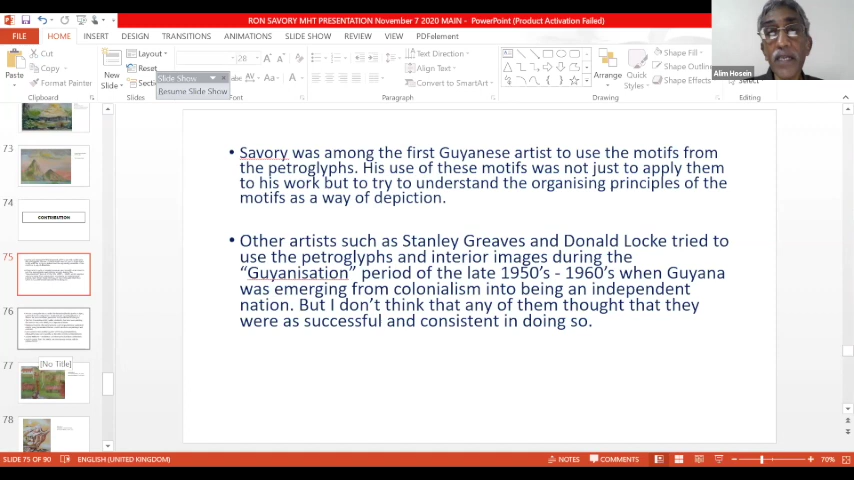 RON SAVORY MHT PRESENTATION November 7 2020 MAIN - PowerPoint (Product Activation Failed)
FILE HOME INSERT DESIGN TRANSITIONS ANIMATIONS SLIDE SHOW REVIEW VIEW PDFelement
Cut
Copy
Format Painter
Paste
Clipboard
New
Slide
Layout
Reset
Slides
Slide Show
Resume Slide Show
28
Font
Text Direction
Align Text
Convert to SmartArt
Paragraph
Arrange
Quick
Styles
Shape Fill
Shape Outline
Shape Effects
Drawing
Editing
Alim Hosein
73
74
CONTRIBUTION
75
76
77
[No Title]
78
• Savory was among the first Guyanese artist to use the motifs from
the petroglyphs. His use of these motifs was not just to apply them
to his work but to try to understand the organising principles of the
motifs as a way of depiction.
• Other artists such as Stanley Greaves and Donald Locke tried to
use the petroglyphs and interior images during the
“Guyanisation” period of the late 1950’s - 1960’s when Guyana
was emerging from colonialism into being an independent
nation. But I don’t think that any of them thought that they
were as successful and consistent in doing so.
SLIDE 75 OF 90 ENGLISH (UNITED KINGDOM) NOTES COMMENTS 70%